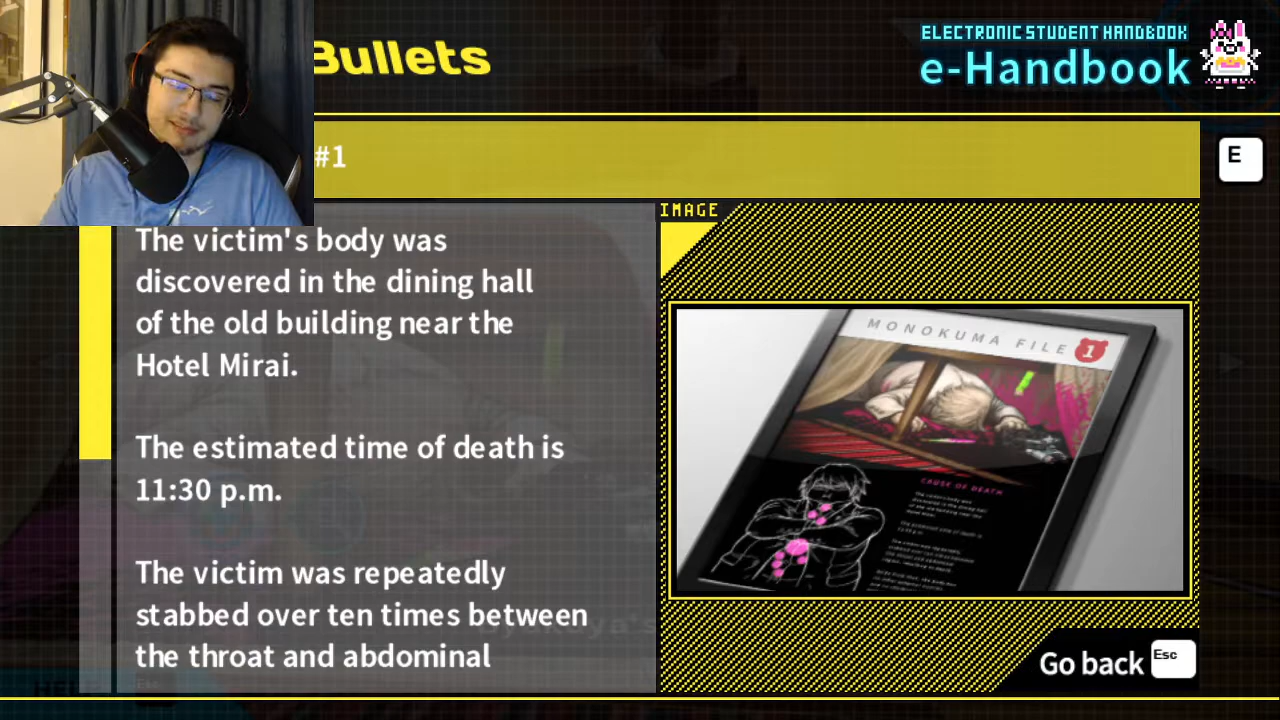 Bullets
ELECTRONIC STUDENT HANDBOOK
e-Handbook
#1
E
IMAGE
The victim's body was
discovered in the dining hall
of the old building near the
Hotel Mirai.
The estimated time of death is
11:30 p.m.
The victim was repeatedly
stabbed over ten times between
the throat and abdominal
MONOKUMA FILE
1
CAUSE OF DEATH
Go back
Esc